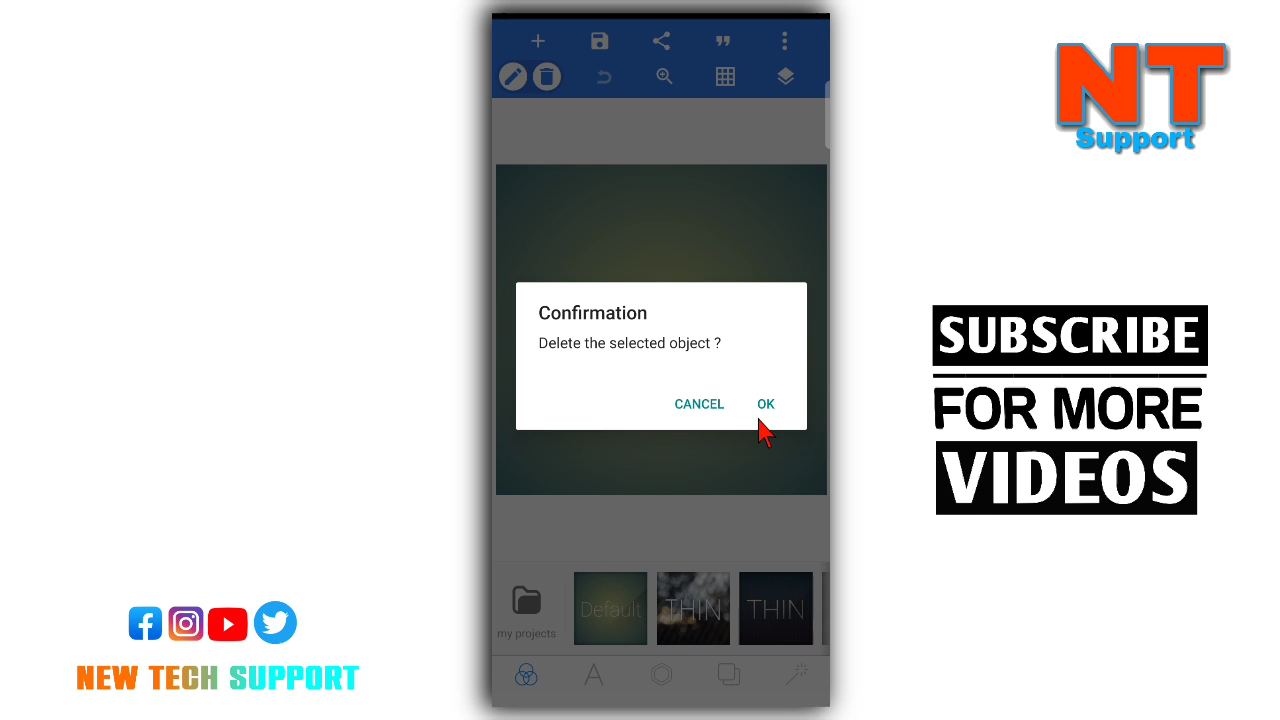 NT
Support
Confirmation
Delete the selected object ?
CANCEL
OK
SUBSCRIBE
FOR MORE
VIDEOS
my projects
Default
THIN
THIN
NEW TECH SUPPORT